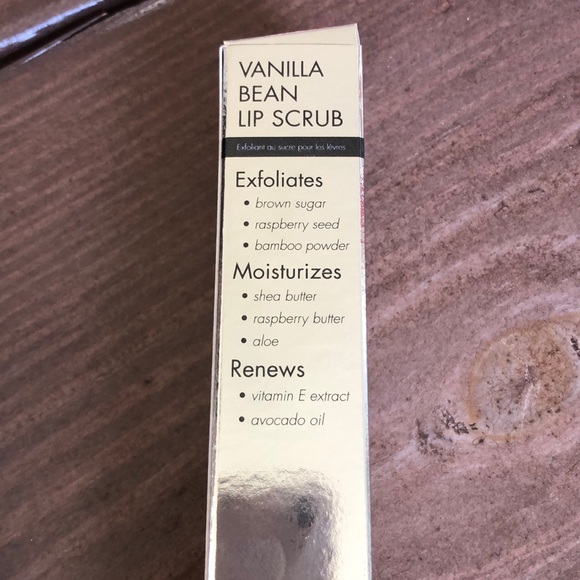 VANILLA
BEAN
LIP SCRUB
Exfoliant au sucre pour les lèvres
Exfoliates
• brown sugar
• raspberry seed
• bamboo powder
Moisturizes
• shea butter
• raspberry butter
• aloe
Renews
• vitamin E extract
• avocado oil